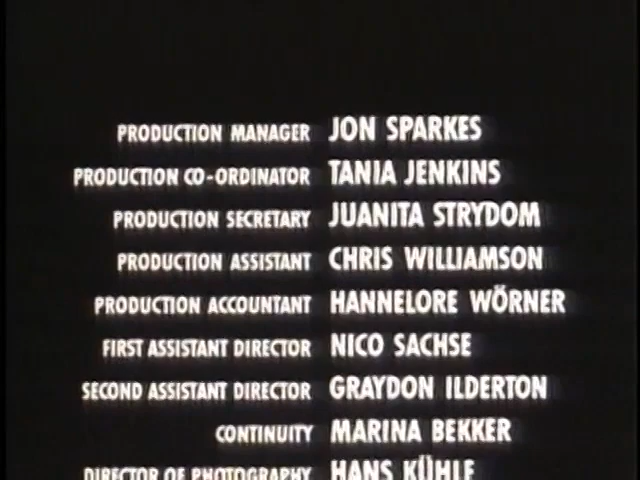 PRODUCTION MANAGER JON SPARKES
PRODUCTION CO-ORDINATOR TANIA JENKINS
PRODUCTION SECRETARY JUANITA STRYDOM
PRODUCTION ASSISTANT CHRIS WILLIAMSON
PRODUCTION ACCOUNTANT HANNELORE WÖRNER
FIRST ASSISTANT DIRECTOR NICO SACHSE
SECOND ASSISTANT DIRECTOR GRAYDON ILDERTON
CONTINUITY MARINA BEKKER
DIRECTOR OF PHOTOGRAPHY HANS KÜHLE